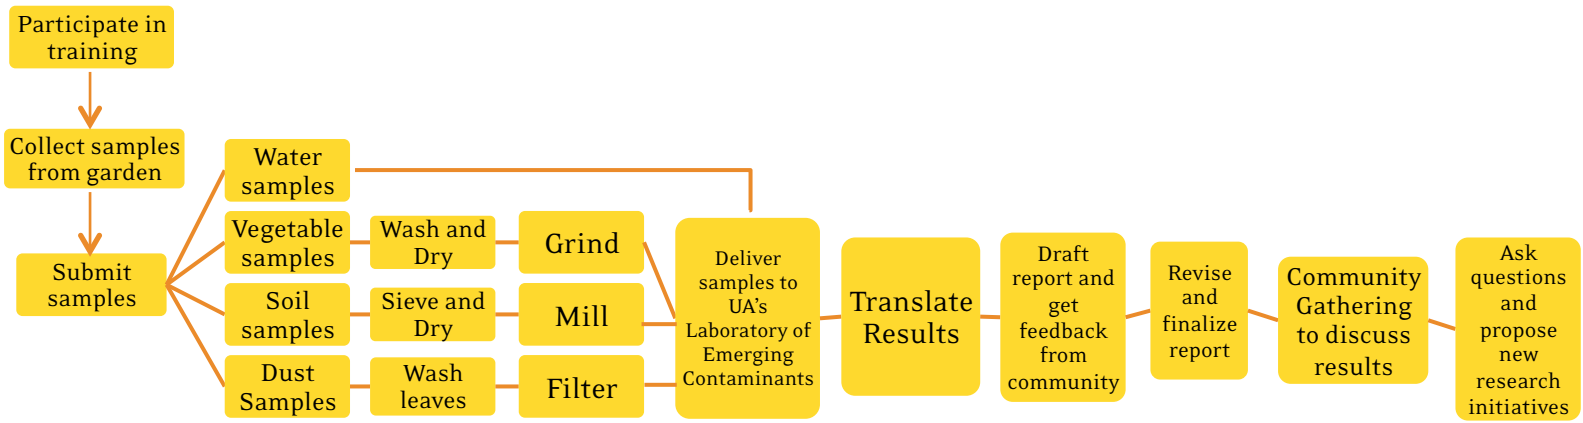 Participate in
training
Collect samples
from garden
Submit
samples
Water
samples
Vegetable
samples
Wash and
Dry
Grind
Soil
samples
Sieve and
Dry
Mill
Dust
Samples
Wash
leaves
Filter
Deliver
samples to
UA’s
Laboratory of
Emerging
Contaminants
Translate
Results
Draft
report and
get
feedback
from
community
Revise
and
finalize
report
Community
Gathering
to discuss
results
Ask
questions
and
propose
new
research
initiatives